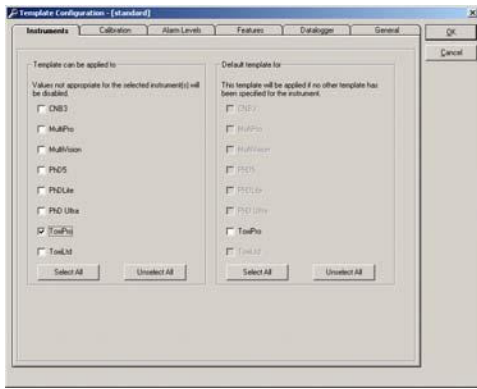 Template Configuration - [standard]
Instruments
Calibration
Alarm Levels
Features
Datalogger
General
OK
Cancel
Template can be applied to
Values not appropriate for the selected instrument(s) will
be disabled.
CNB3
MultiPro
MultiVision
PhD5
PhDLite
PhD Ultra
ToxiPro
ToxiLtd
Select All
Unselect All
Default template for
This template will be applied if no other template has
been specified for the instrument.
CNB3
MultiPro
MultiVision
PhD5
PhDLite
PhD Ultra
ToxiPro
ToxiLtd
Select All
Unselect All